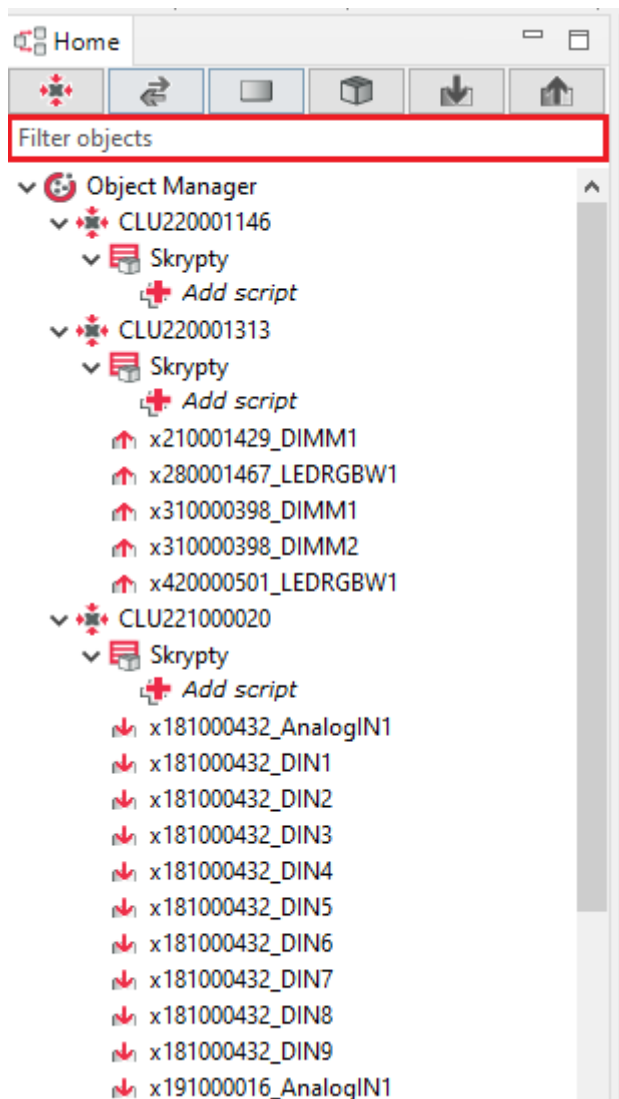 Home
Filter objects
Object Manager
CLU220001146
Skrypty
Add script
CLU220001313
Skrypty
Add script
x210001429_DIMM1
x280001467_LEDRGBW1
x310000398_DIMM1
x310000398_DIMM2
x420000501_LEDRGBW1
CLU221000020
Skrypty
Add script
x181000432_AnalogIN1
x181000432_DIN1
x181000432_DIN2
x181000432_DIN3
x181000432_DIN4
x181000432_DIN5
x181000432_DIN6
x181000432_DIN7
x181000432_DIN8
x181000432_DIN9
x191000016_AnalogIN1